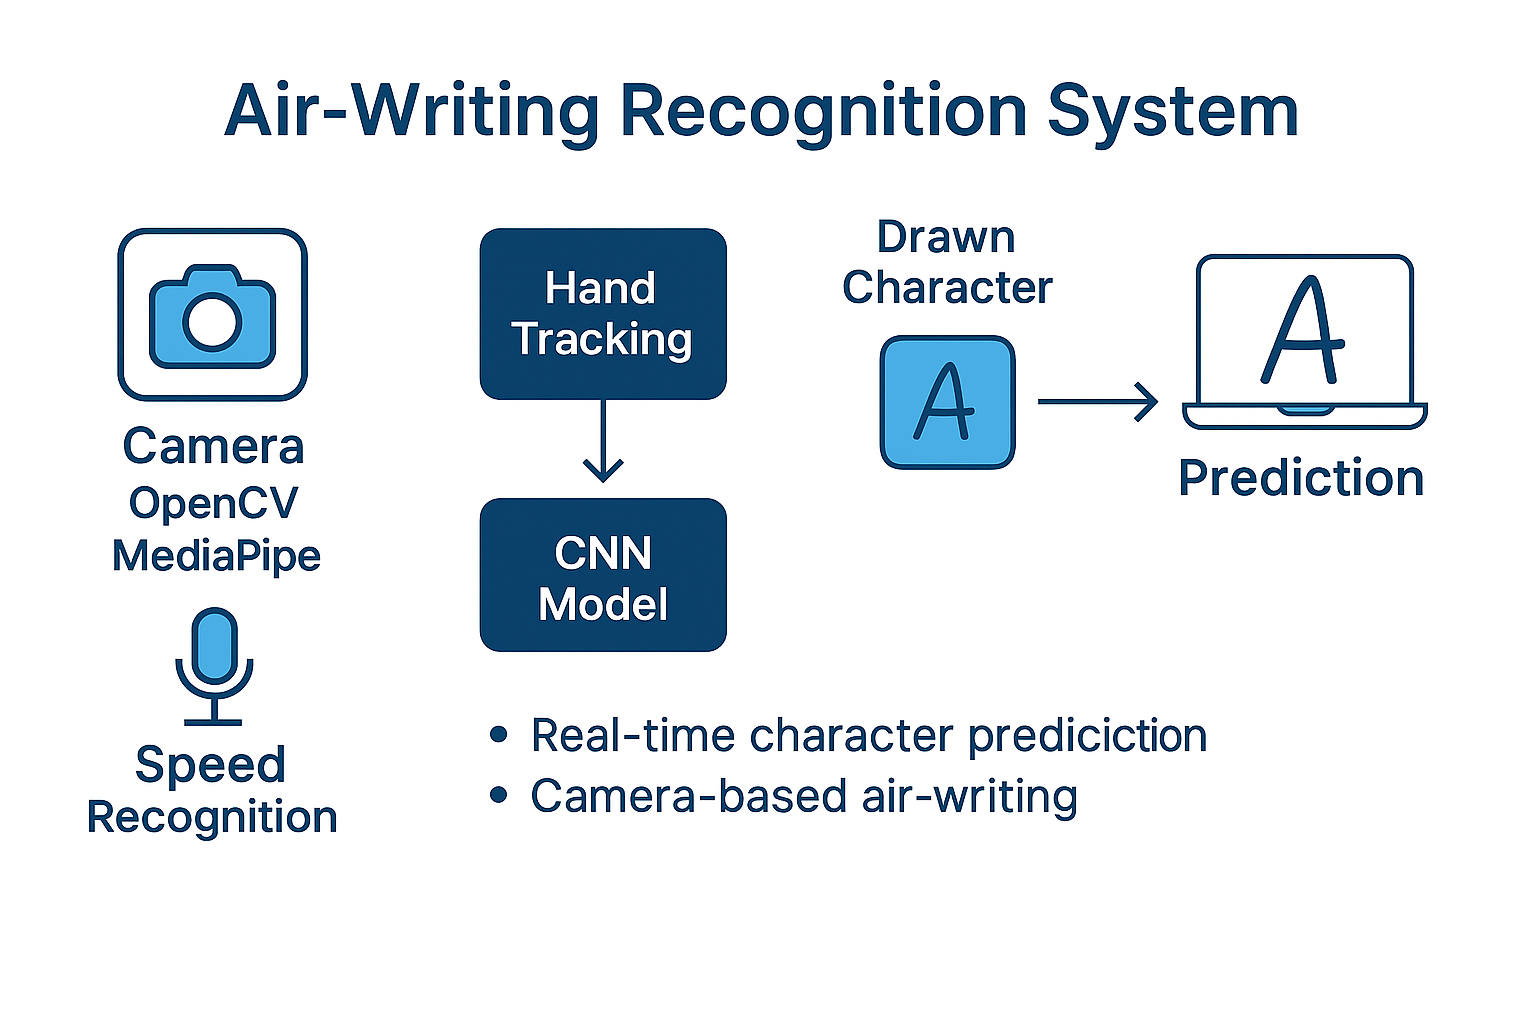 Air-Writing Recognition System
Camera
OpenCV
MediaPipe
Speed
Recognition
Hand
Tracking
CNN
Model
Drawn
Character
A
A
Prediction
• Real-time character prediciction
• Camera-based air-writing